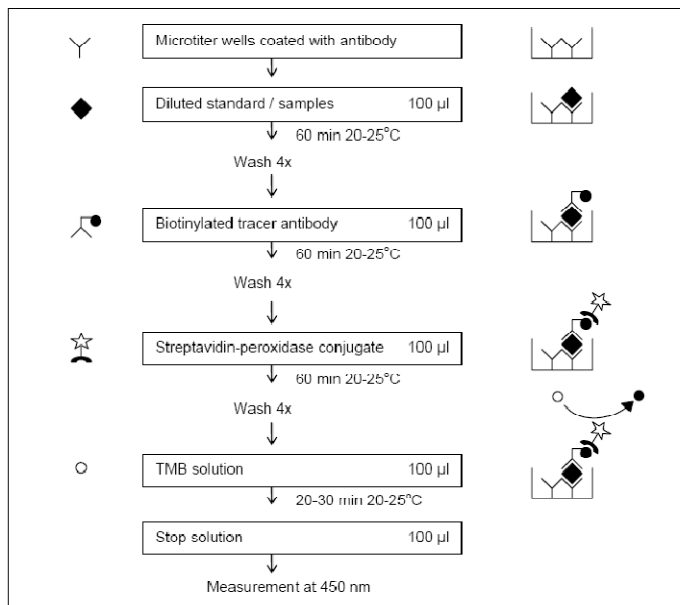 Microtiter wells coated with antibody
Diluted standard / samples 100 µl
60 min 20-25°C
Wash 4x
Biotinylated tracer antibody 100 µl
60 min 20-25°C
Wash 4x
Streptavidin-peroxidase conjugate 100 µl
60 min 20-25°C
Wash 4x
TMB solution 100 µl
20-30 min 20-25°C
Stop solution 100 µl
Measurement at 450 nm